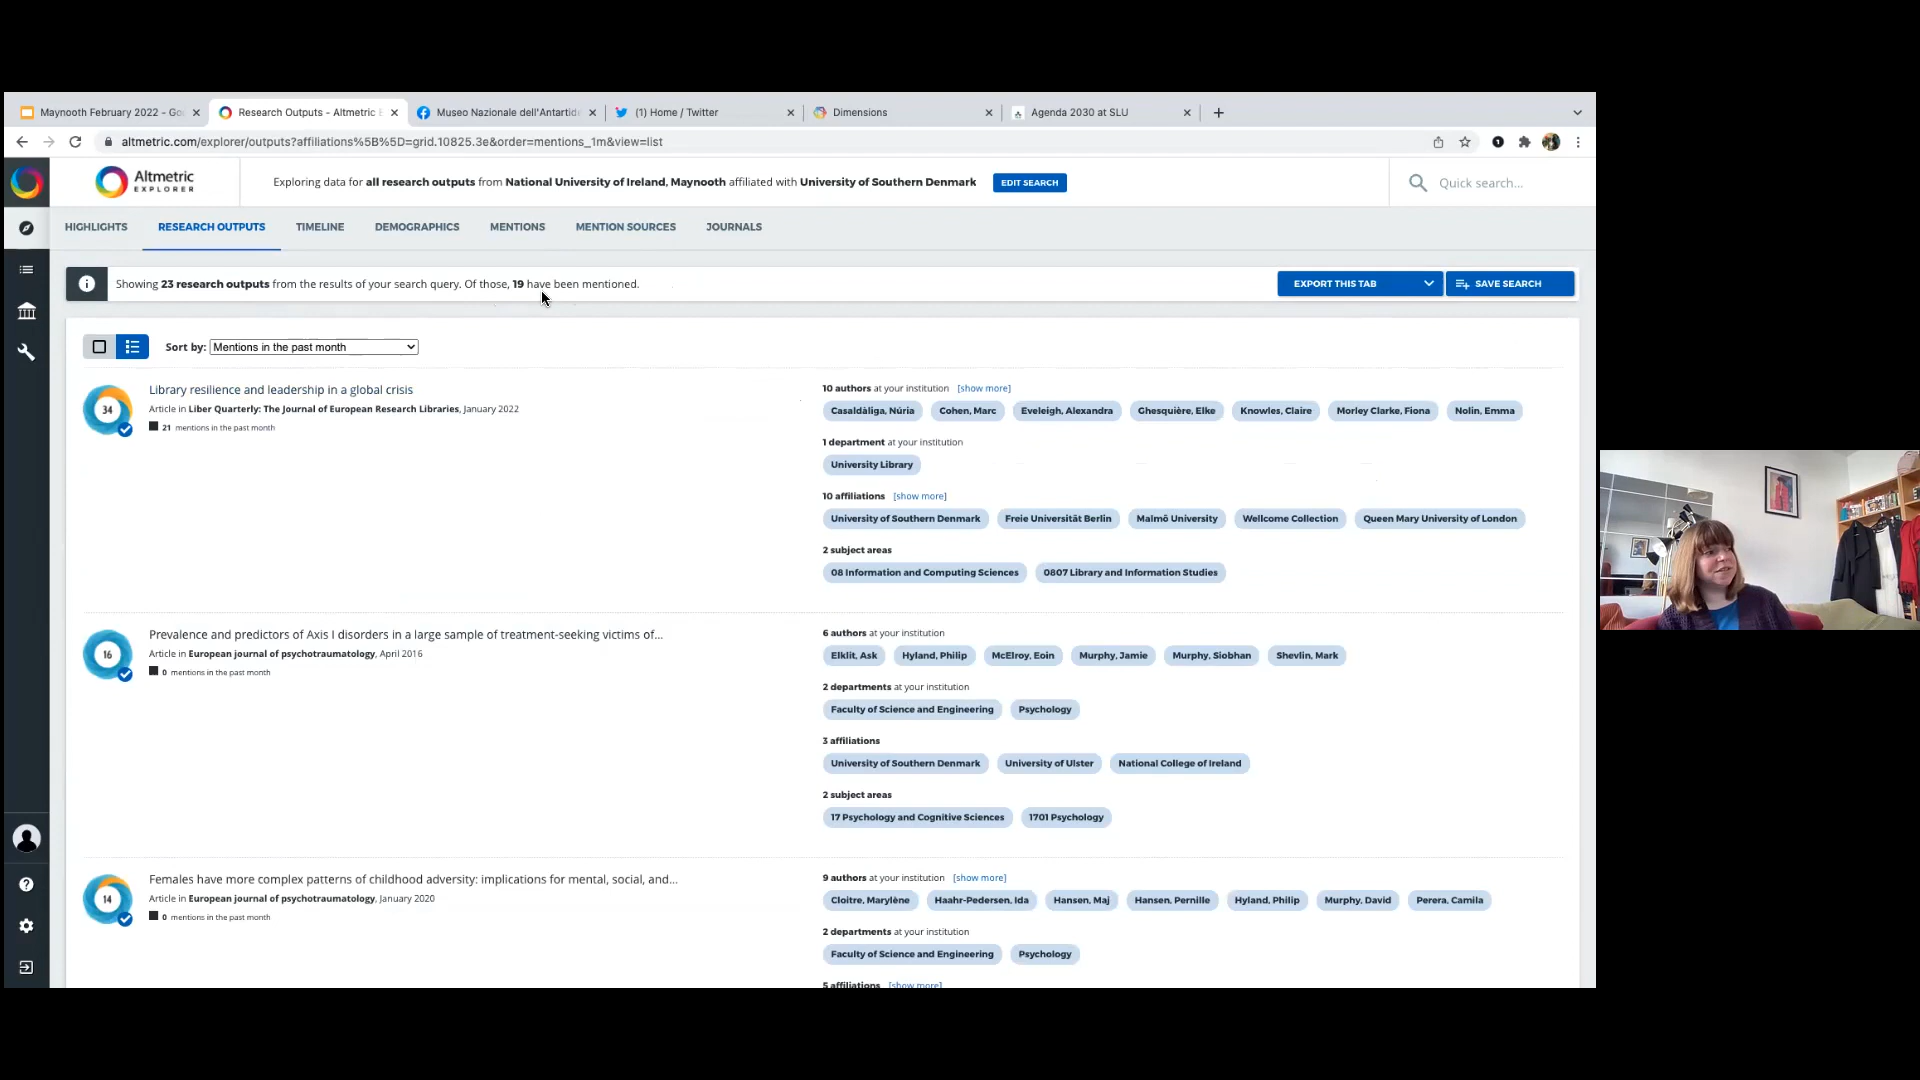 Maynooth February 2022 – Go
Research Outputs – Altmetric
Museo Nazionale dell'Antartide
(1) Home / Twitter
Dimensions
Agenda 2030 at SLU
altmetric.com/explorer/outputs?affiliations%5B%5D=grid.10825.3e&order=mentions_1m&view=list
Altmetric
EXPLORER
Exploring data for all research outputs from National University of Ireland, Maynooth affiliated with University of Southern Denmark
EDIT SEARCH
Quick search...
HIGHLIGHTS RESEARCH OUTPUTS TIMELINE DEMOGRAPHICS MENTIONS MENTION SOURCES JOURNALS
Showing 23 research outputs from the results of your search query. Of those, 19 have been mentioned.
EXPORT THIS TAB
SAVE SEARCH
Sort by: Mentions in the past month
34
Library resilience and leadership in a global crisis
Article in Liber Quarterly: The Journal of European Research Libraries, January 2022
21 mentions in the past month
10 authors at your institution [show more]
Casaldàliga, Núria Cohen, Marc Eveleigh, Alexandra Ghesquière, Elke Knowles, Claire Morley Clarke, Fiona Nolin, Emma
1 department at your institution
University Library
10 affiliations [show more]
University of Southern Denmark Freie Universität Berlin Malmö University Wellcome Collection Queen Mary University of London
2 subject areas
08 Information and Computing Sciences 0807 Library and Information Studies
16
Prevalence and predictors of Axis I disorders in a large sample of treatment-seeking victims of...
Article in European journal of psychotraumatology, April 2016
0 mentions in the past month
6 authors at your institution
Elklit, Ask Hyland, Philip McElroy, Eoin Murphy, Jamie Murphy, Siobhan Shevlin, Mark
2 departments at your institution
Faculty of Science and Engineering Psychology
3 affiliations
University of Southern Denmark University of Ulster National College of Ireland
2 subject areas
17 Psychology and Cognitive Sciences 1701 Psychology
14
Females have more complex patterns of childhood adversity: implications for mental, social, and...
Article in European journal of psychotraumatology, January 2020
0 mentions in the past month
9 authors at your institution [show more]
Cloitre, Marylène Haahr-Pedersen, Ida Hansen, Maj Hansen, Pernille Hyland, Philip Murphy, David Perera, Camila
2 departments at your institution
Faculty of Science and Engineering Psychology
5 affiliations [show more]